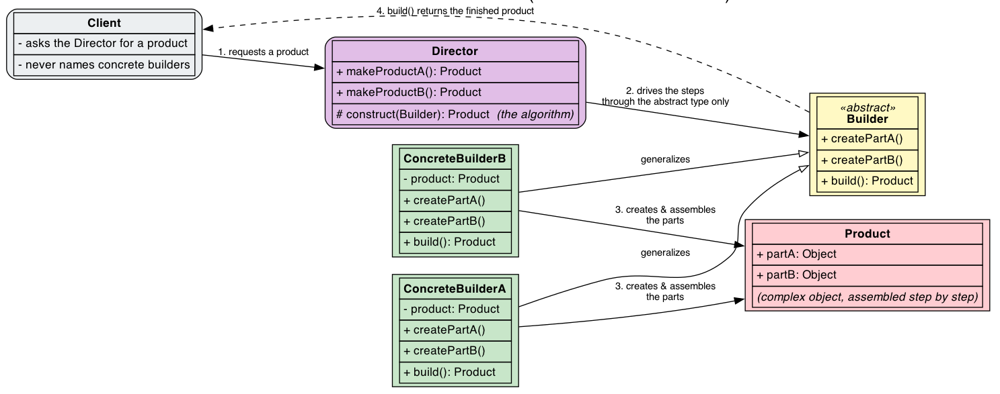 4. build() returns the finished product
Client
- asks the Director for a product
- never names concrete builders
1. requests a product
Director
+ makeProductA(): Product
+ makeProductB(): Product
# construct(Builder): Product (the algorithm)
2. drives the steps
through the abstract type only
«abstract»
Builder
+ createPartA()
+ createPartB()
+ build(): Product
ConcreteBuilderB
- product: Product
+ createPartA()
+ createPartB()
+ build(): Product
generalizes
3. creates & assembles
the parts
generalizes
Product
+ partA: Object
+ partB: Object
(complex object, assembled step by step)
ConcreteBuilderA
- product: Product
+ createPartA()
+ createPartB()
+ build(): Product
3. creates & assembles
the parts